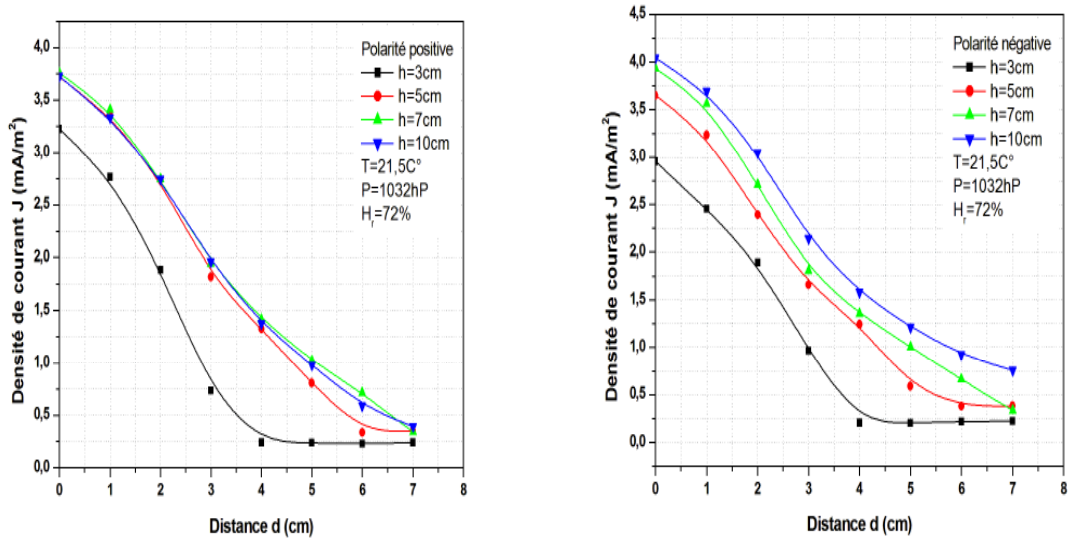 4,0
3,5
3,0
2,5
2,0
1,5
1,0
0,5
0,0
Densité de courant J (mA/m²)
Polarité positive
h=3cm
h=5cm
h=7cm
h=10cm
T=21,5C°
P=1032hP
Hr=72%
0 1 2 3 4 5 6 7 8
Distance d (cm)
4,5
4,0
3,5
3,0
2,5
2,0
1,5
1,0
0,5
0,0
Densité de courant J (mA/m²)
Polarité négative
h=3cm
h=5cm
h=7cm
h=10cm
T=21,5C°
P=1032hP
Hr=72%
0 1 2 3 4 5 6 7 8
Distance d (cm)